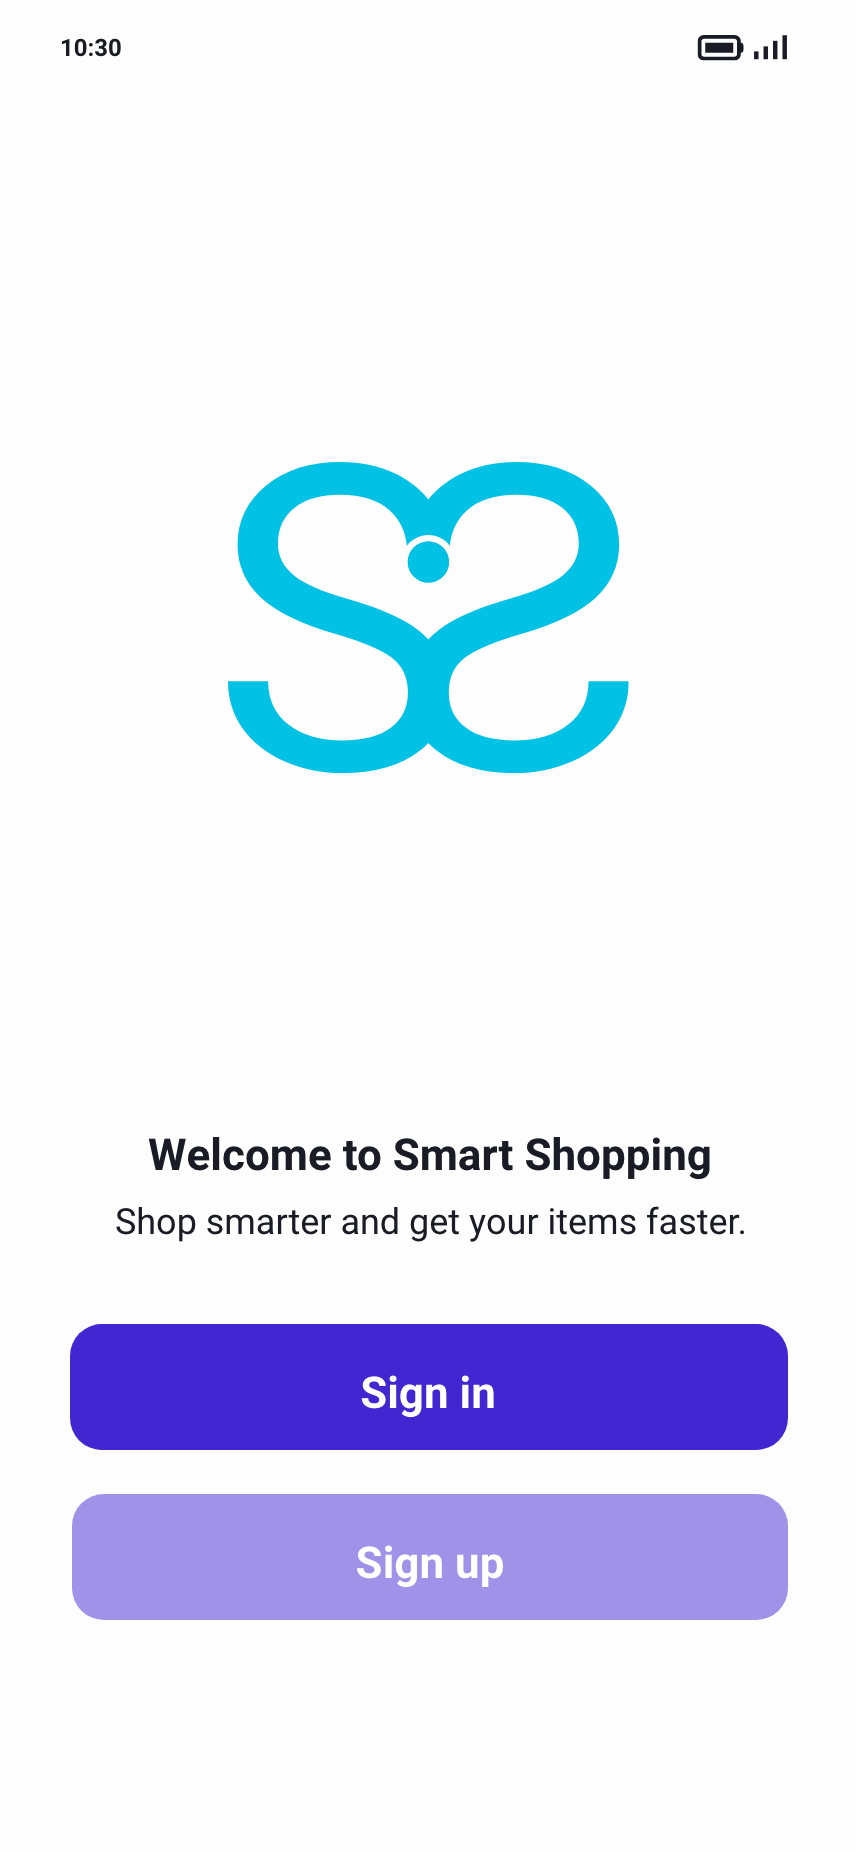 10:30
Welcome to Smart Shopping
Shop smarter and get your items faster.
Sign in
Sign up